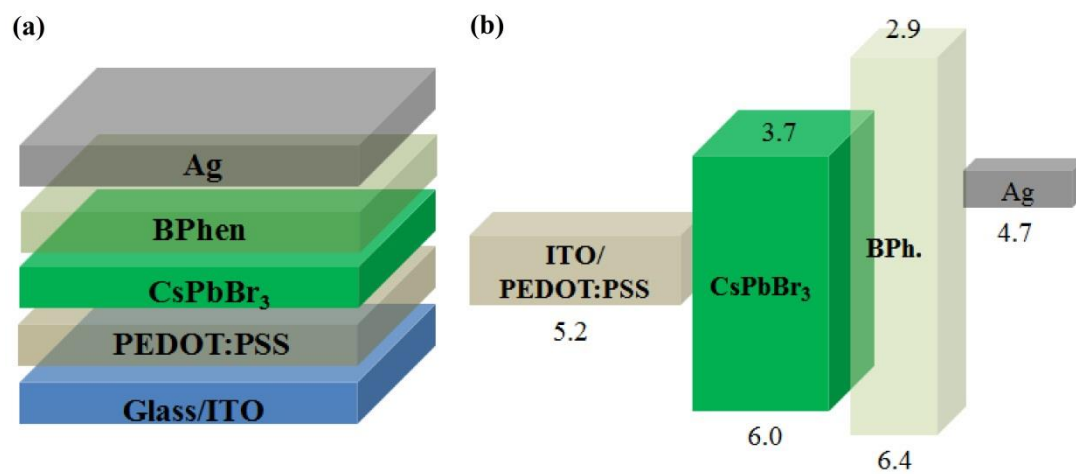 (a)
Ag
BPhen
CsPbBr₃
PEDOT:PSS
Glass/ITO
(b)
2.9
3.7
Ag
4.7
BPh.
ITO/
PEDOT:PSS
5.2
CsPbBr₃
6.0
6.4